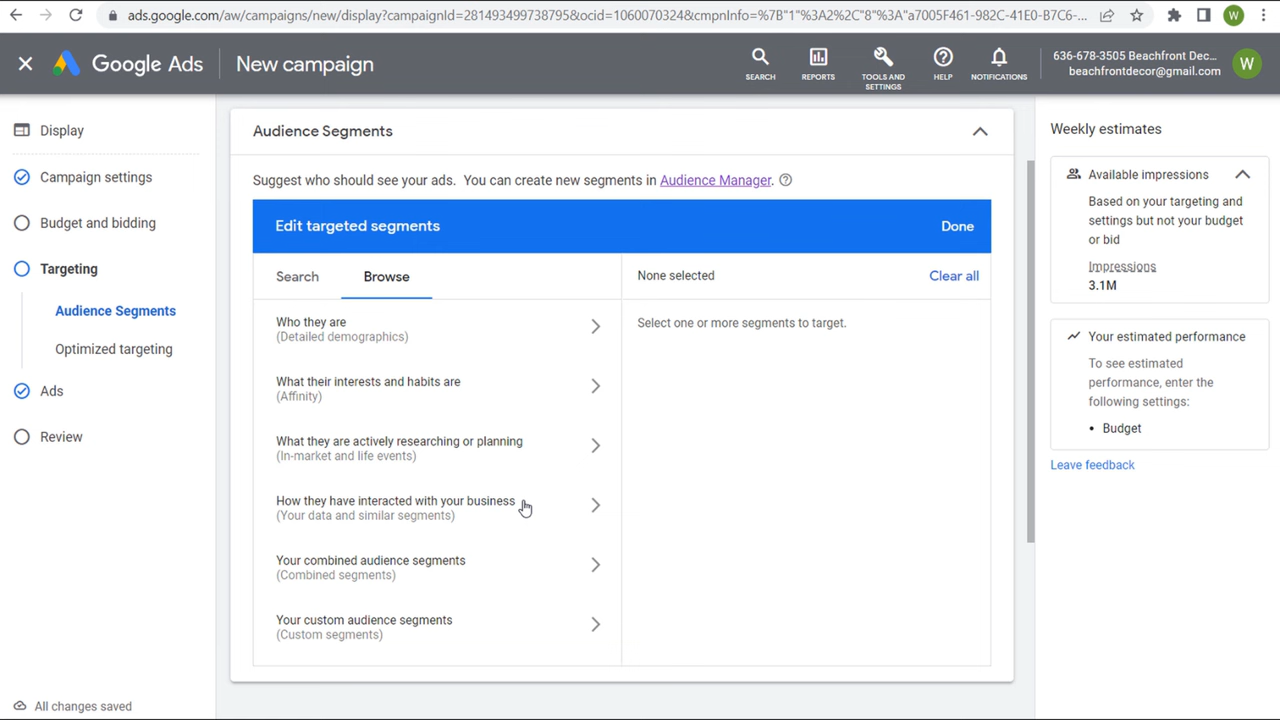 ads.google.com/aw/campaigns/new/display?campaignId=281493499738795&ocid=1060070324&cmpnInfo=%7B"1"%3A2%2C"8"%3A"a7005F461-982C-41E0-B7C6-...
W
Google Ads
New campaign
SEARCH
REPORTS
TOOLS AND
SETTINGS
HELP
NOTIFICATIONS
636-678-3505 Beachfront Dec...
beachfrontdecor@gmail.com
W
Display
Campaign settings
Budget and bidding
Targeting
Audience Segments
Optimized targeting
Ads
Review
All changes saved
Audience Segments
Suggest who should see your ads. You can create new segments in Audience Manager.
Edit targeted segments
Done
Search
Browse
None selected
Clear all
Who they are
(Detailed demographics)
What their interests and habits are
(Affinity)
What they are actively researching or planning
(In-market and life events)
How they have interacted with your business
(Your data and similar segments)
Your combined audience segments
(Combined segments)
Your custom audience segments
(Custom segments)
Select one or more segments to target.
Weekly estimates
Available impressions
Based on your targeting and
settings but not your budget
or bid
Impressions
3.1M
Your estimated performance
To see estimated
performance, enter the
following settings:
• Budget
Leave feedback